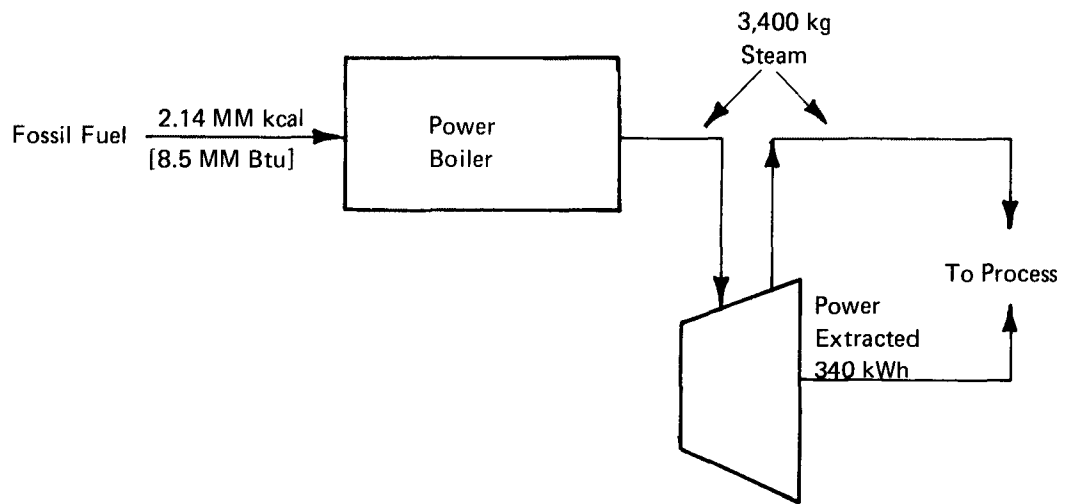 3,400 kg
Steam
Fossil Fuel
2.14 MM kcal
[8.5 MM Btu]
Power
Boiler
To Process
Power
Extracted
340 kWh